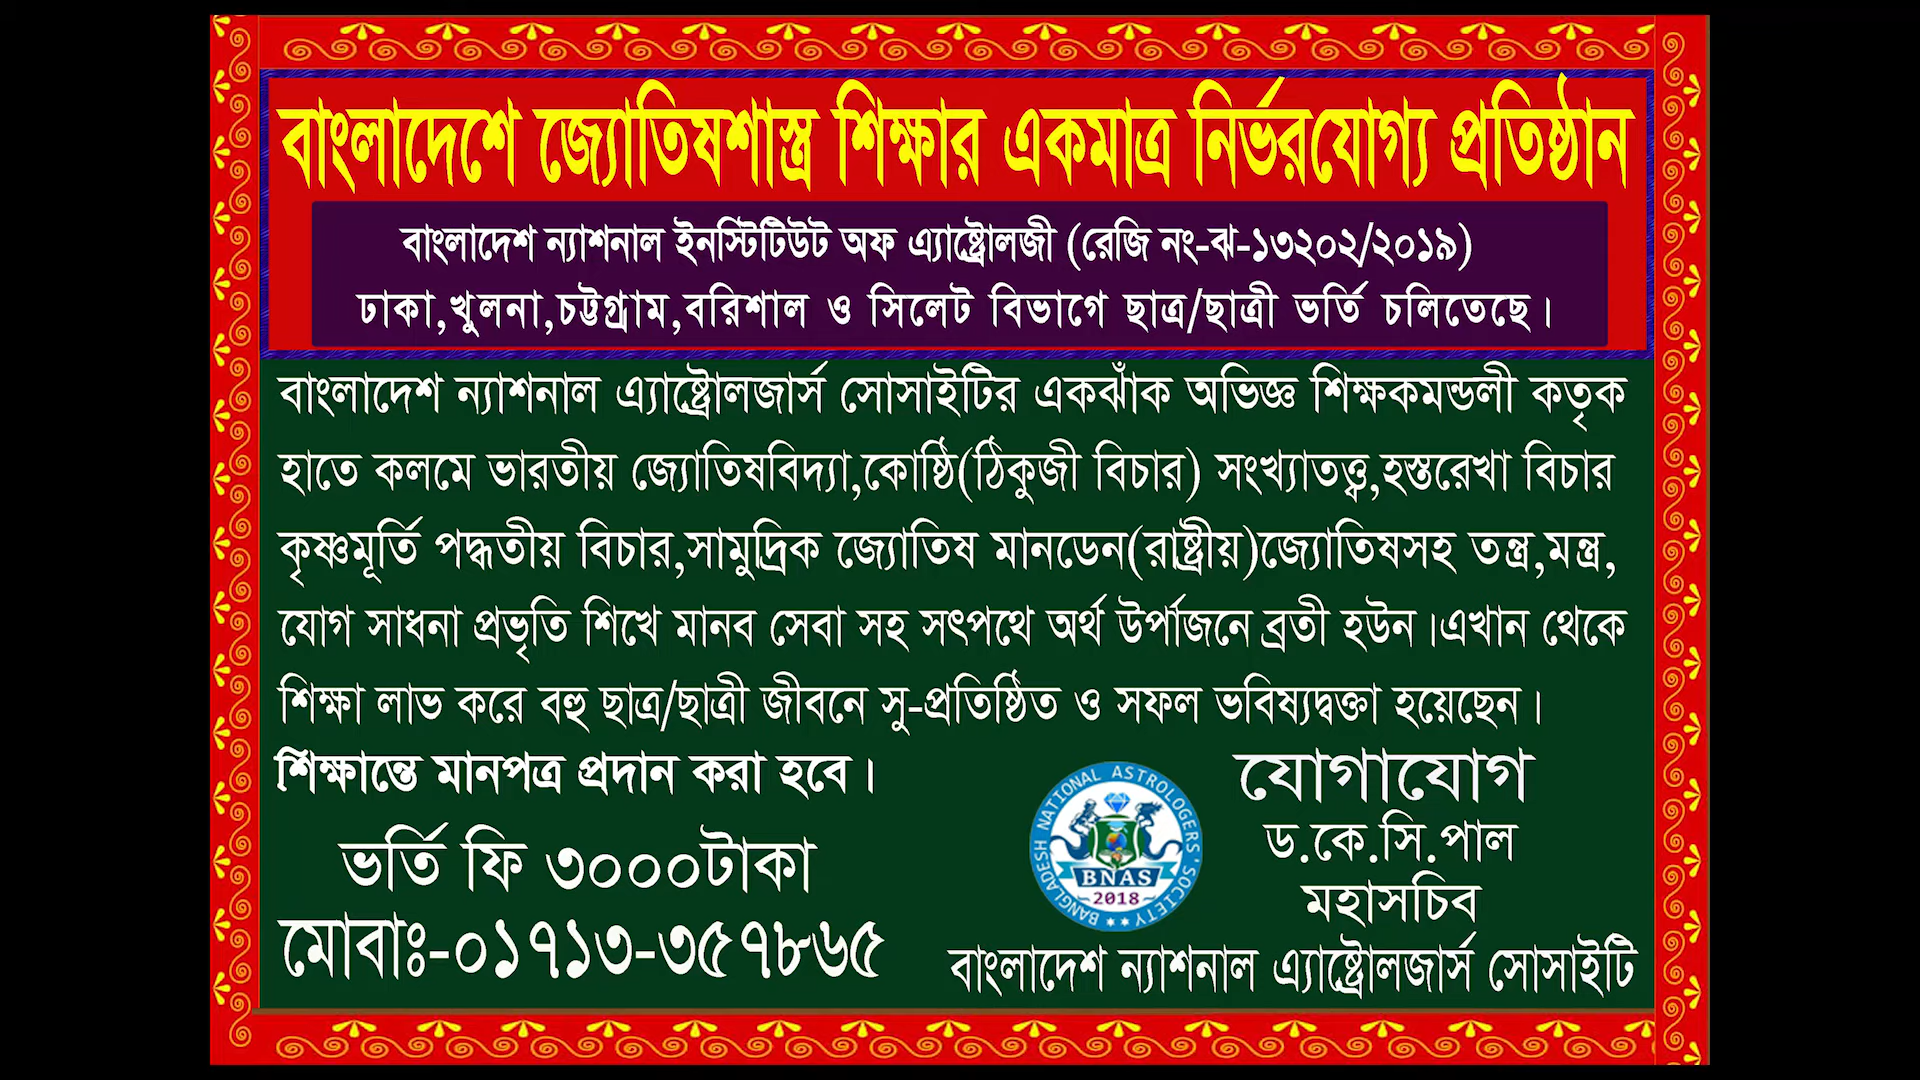 বাংলাদেশে জ্যোতিষশাস্ত্র শিক্ষার একমাত্র নির্ভরযোগ্য প্রতিষ্ঠান
বাংলাদেশ ন্যাশনাল ইনস্টিটিউট অফ এ্যাষ্ট্রোলজী (রেজি নং-ঝ-১৩২০২/২০১৯)
ঢাকা,খুলনা,চট্টগ্রাম,বরিশাল ও সিলেট বিভাগে ছাত্র/ছাত্রী ভর্তি চলিতেছে।
বাংলাদেশ ন্যাশনাল এ্যাষ্ট্রোলজার্স সোসাইটির একঝাঁক অভিজ্ঞ শিক্ষকমন্ডলী কতৃক
হাতে কলমে ভারতীয় জ্যোতিষবিদ্যা,কোষ্ঠি(ঠিকুজী বিচার) সংখ্যাতত্ত্ব,হস্তরেখা বিচার
কৃষ্ণমূর্তি পদ্ধতীয় বিচার,সামুদ্রিক জ্যোতিষ মানডেন(রাষ্ট্রীয়)জ্যোতিষসহ তন্ত্র,মন্ত্র,
যোগ সাধনা প্রভৃতি শিখে মানব সেবা সহ সৎপথে অর্থ উর্পাজনে ব্রতী হউন।এখান থেকে
শিক্ষা লাভ করে বহু ছাত্র/ছাত্রী জীবনে সু-প্রতিষ্ঠিত ও সফল ভবিষ্যদ্বক্তা হয়েছেন।
শিক্ষান্তে মানপত্র প্রদান করা হবে।
ভর্তি ফি ৩০০০টাকা
মোবাঃ-০১৭১৩-৩৫৭৮৬৫
BANGLADESH NATIONAL ASTROLOGERS' SOCIETY
BNAS
2018
যোগাযোগ
ড.কে.সি.পাল
মহাসচিব
বাংলাদেশ ন্যাশনাল এ্যাষ্ট্রোলজার্স সোসাইটি